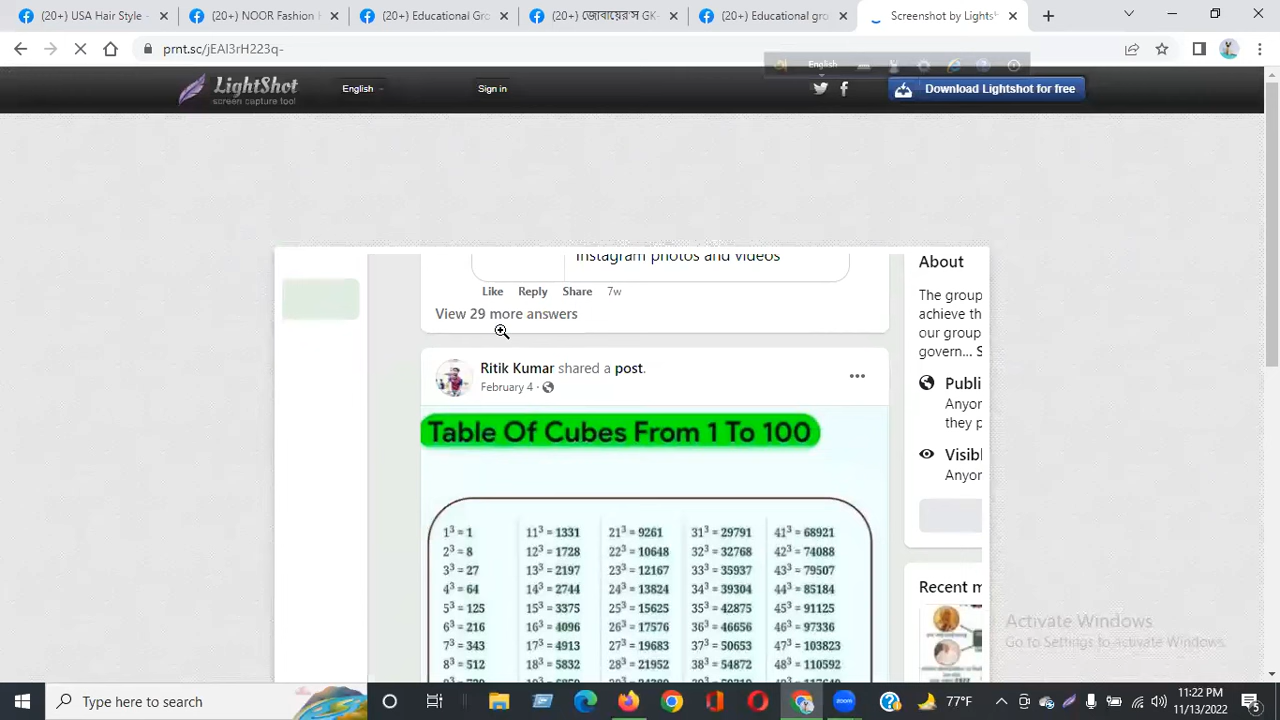 (20+) USA Hair Style -
(20+) NOOR Fashion H
(20+) Educational Gro
(20+) জোবায়ের স GK-
(20+) Educational gro
Screenshot by Lightsh
prnt.sc/jEAI3rH223q-
English
LightShot
screen capture tool
English
Sign in
Download Lightshot for free
Instagram photos and videos
Like Reply Share 7w
View 29 more answers
Ritik Kumar shared a post.
February 4 ·
Table Of Cubes From 1 To 100
1³ = 1 11³ = 1331 21³ = 9261 31³ = 29791 41³ = 68921
2³ = 8 12³ = 1728 22³ = 10648 32³ = 32768 42³ = 74088
3³ = 27 13³ = 2197 23³ = 12167 33³ = 35937 43³ = 79507
4³ = 64 14³ = 2744 24³ = 13824 34³ = 39304 44³ = 85184
5³ = 125 15³ = 3375 25³ = 15625 35³ = 42875 45³ = 91125
6³ = 216 16³ = 4096 26³ = 17576 36³ = 46656 46³ = 97336
7³ = 343 17³ = 4913 27³ = 19683 37³ = 50653 47³ = 103823
8³ = 512 18³ = 5832 28³ = 21952 38³ = 54872 48³ = 110592
About
The group
achieve th
our group
govern... S
Publi
Anyor
they p
Visibl
Anyor
Recent m
Activate Windows
Go to Settings to activate Windows.
Type here to search
zoom
77°F
11:22 PM
11/13/2022
5